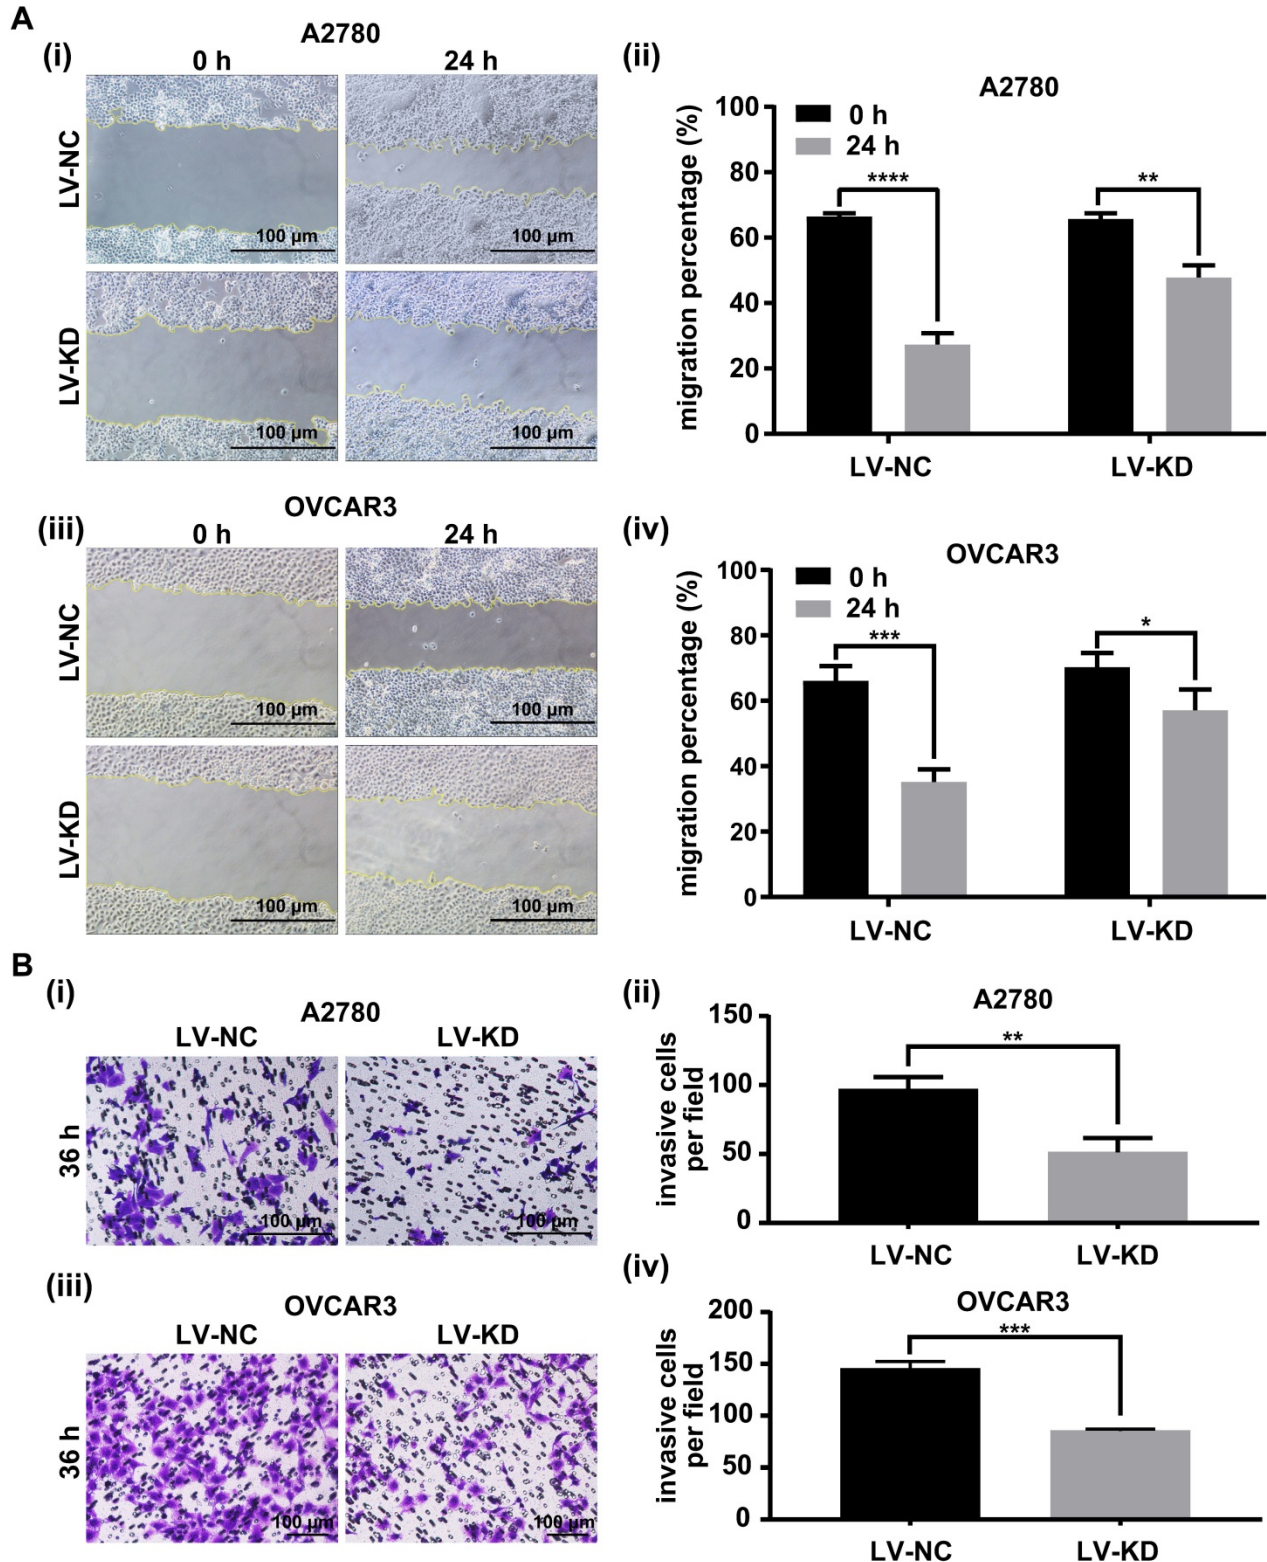 A
A2780
(i)
0 h
24 h
LV-NC
100 µm
100 µm
LV-KD
100 µm
100 µm
(ii)
A2780
0 h
24 h
migration percentage (%)
100
80
60
40
20
0
****
**
LV-NC
LV-KD
OVCAR3
(iii)
0 h
24 h
LV-NC
100 µm
100 µm
LV-KD
100 µm
100 µm
(iv)
OVCAR3
0 h
24 h
migration percentage (%)
100
80
60
40
20
0
***
*
LV-NC
LV-KD
B
(i)
A2780
LV-NC
LV-KD
36 h
100 µm
100 µm
(ii)
A2780
invasive cells
per field
150
100
50
0
**
LV-NC
LV-KD
(iii)
OVCAR3
LV-NC
LV-KD
36 h
100 µm
100 µm
(iv)
OVCAR3
invasive cells
per field
200
150
100
50
0
***
LV-NC
LV-KD